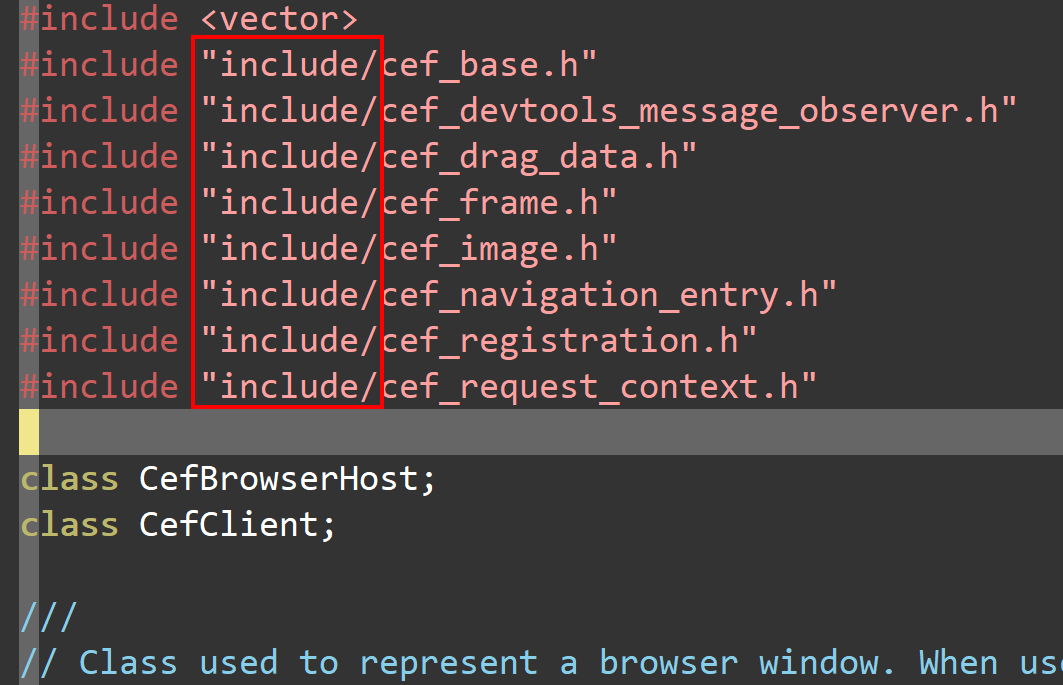 #include <vector>
#include "include/cef_base.h"
#include "include/cef_devtools_message_observer.h"
#include "include/cef_drag_data.h"
#include "include/cef_frame.h"
#include "include/cef_image.h"
#include "include/cef_navigation_entry.h"
#include "include/cef_registration.h"
#include "include/cef_request_context.h"
class CefBrowserHost;
class CefClient;
///
// Class used to represent a browser window. When